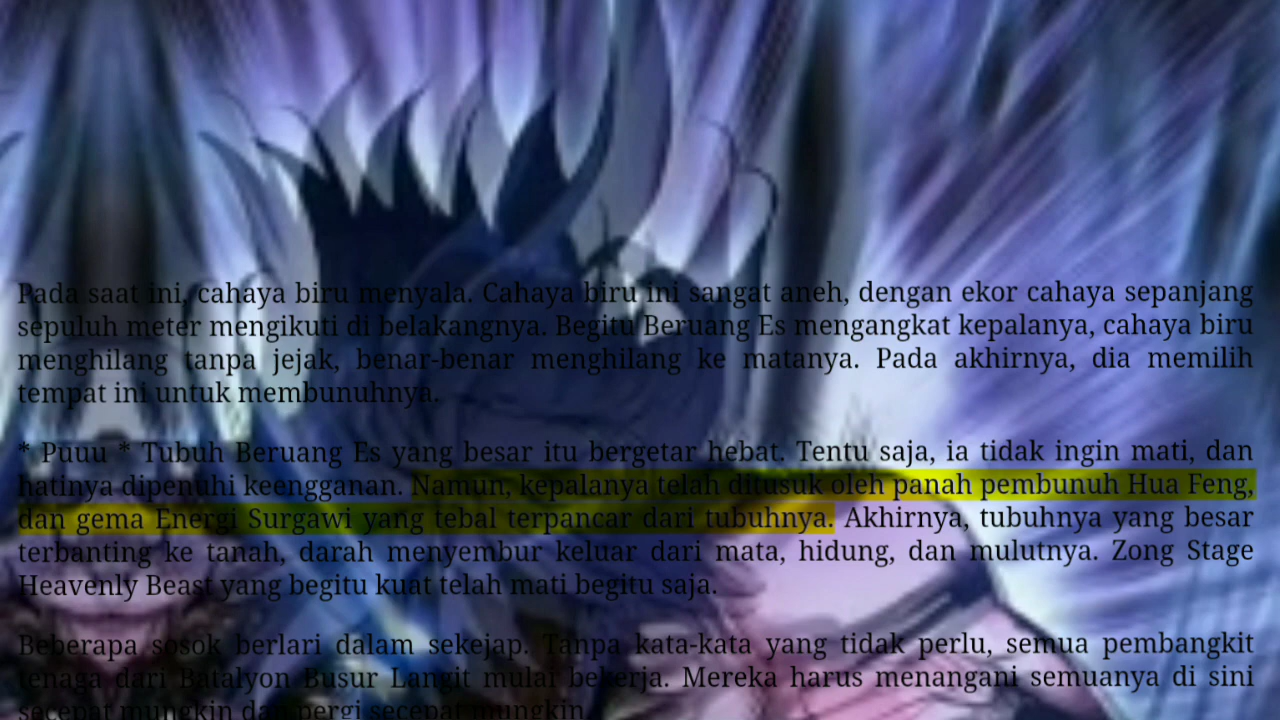 Pada saat ini, cahaya biru menyala. Cahaya biru ini sangat aneh, dengan ekor cahaya sepanjang
sepuluh meter mengikuti di belakangnya. Begitu Beruang Es mengangkat kepalanya, cahaya biru
menghilang tanpa jejak, benar-benar menghilang ke matanya. Pada akhirnya, dia memilih
tempat ini untuk membunuhnya.
* Puuu * Tubuh Beruang Es yang besar itu bergetar hebat. Tentu saja, ia tidak ingin mati, dan
hatinya dipenuhi keengganan. Namun, kepalanya telah ditusuk oleh panah pembunuh Hua Feng,
dan gema Energi Surgawi yang tebal terpancar dari tubuhnya. Akhirnya, tubuhnya yang besar
terbanting ke tanah, darah menyembur keluar dari mata, hidung, dan mulutnya. Zong Stage
Heavenly Beast yang begitu kuat telah mati begitu saja.
Beberapa sosok berlari dalam sekejap. Tanpa kata-kata yang tidak perlu, semua pembangkit
tenaga dari Batalyon Busur Langit mulai bekerja. Mereka harus menangani semuanya di sini
secepat mungkin dan pergi secepat mungkin.